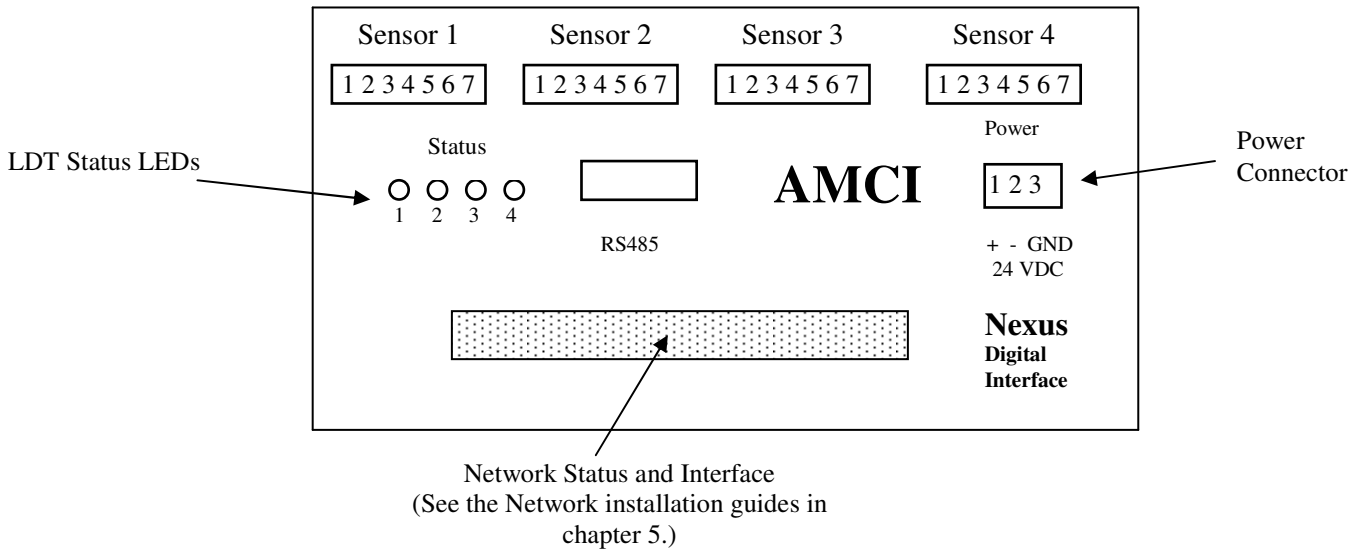 Sensor 1 Sensor 2 Sensor 3 Sensor 4
1 2 3 4 5 6 7 1 2 3 4 5 6 7 1 2 3 4 5 6 7 1 2 3 4 5 6 7
Power
Status
LDT Status LEDs
Power
Connector
AMCI
1 2 3
1 2 3 4
RS485
+ - GND
24 VDC
Nexus
Digital
Interface
Network Status and Interface
(See the Network installation guides in
chapter 5.)